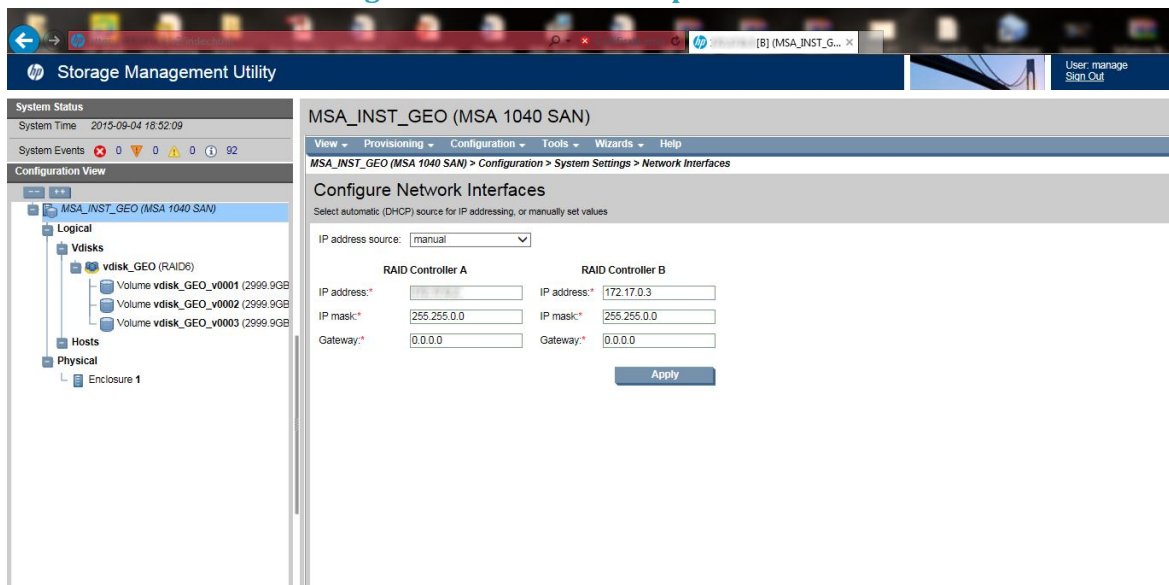 [B] (MSA_INST_G...
hp Storage Management Utility
User: manage
Sign Out
System Status
System Time 2015-09-04 18:52:09
System Events 0 0 0 92
Configuration View
MSA_INST_GEO (MSA 1040 SAN)
Logical
Vdisks
vdisk_GEO (RAID6)
Volume vdisk_GEO_v0001 (2999.9GB
Volume vdisk_GEO_v0002 (2999.9GB
Volume vdisk_GEO_v0003 (2999.9GB
Hosts
Physical
Enclosure 1
MSA_INST_GEO (MSA 1040 SAN)
View Provisioning Configuration Tools Wizards Help
MSA_INST_GEO (MSA 1040 SAN) > Configuration > System Settings > Network Interfaces
Configure Network Interfaces
Select automatic (DHCP) source for IP addressing, or manually set values
IP address source: manual
RAID Controller A RAID Controller B
IP address:* IP address:* 172.17.0.3
IP mask:* 255.255.0.0 IP mask:* 255.255.0.0
Gateway:* 0.0.0.0 Gateway:* 0.0.0.0
Apply